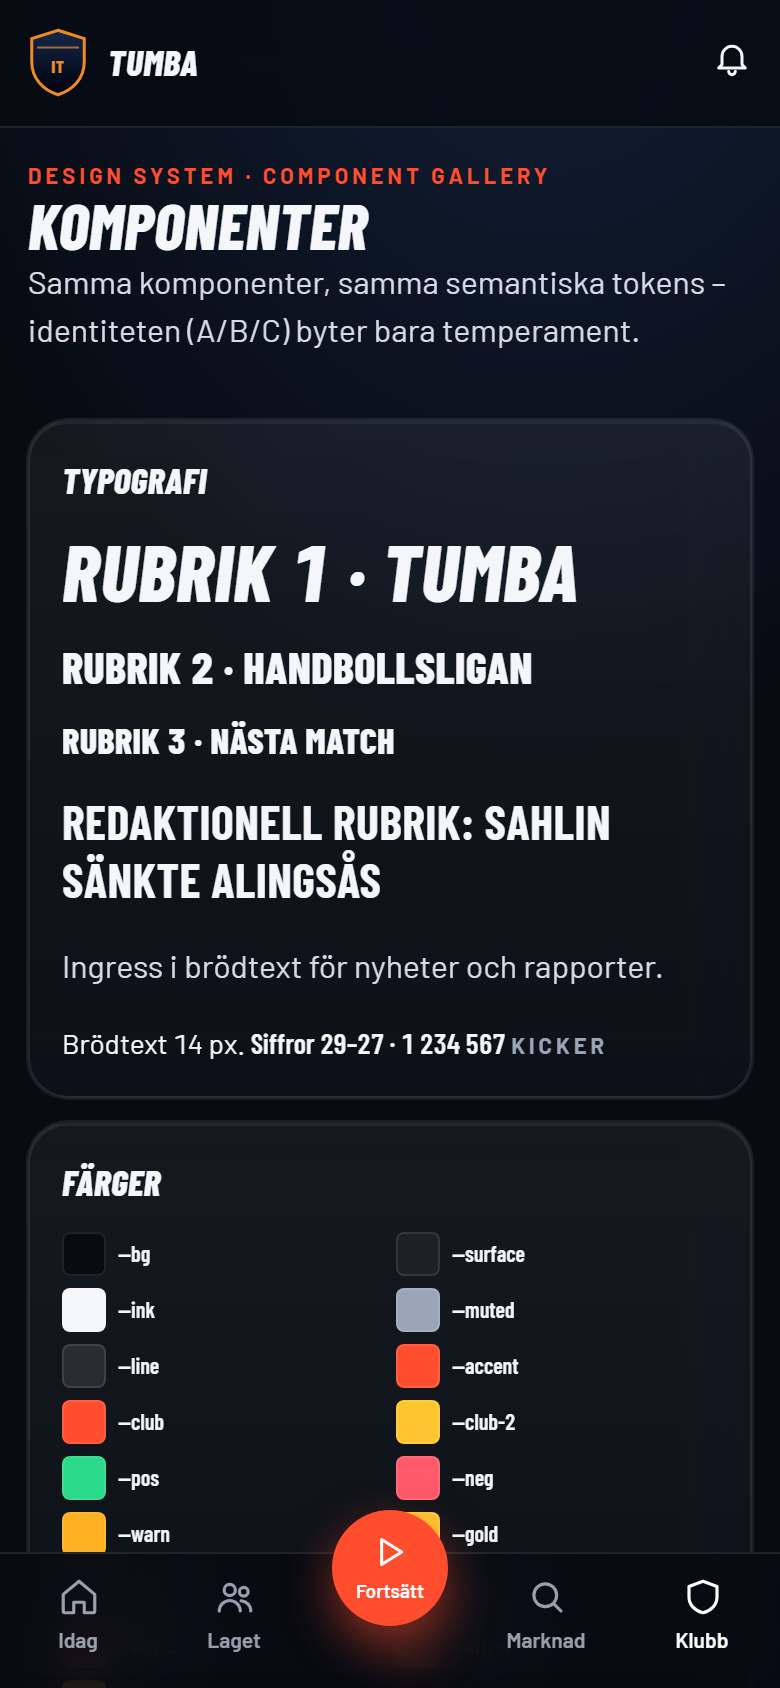 IT
TUMBA
DESIGN SYSTEM · COMPONENT GALLERY
KOMPONENTER
Samma komponenter, samma semantiska tokens –
identiteten (A/B/C) byter bara temperament.
TYPOGRAFI
RUBRIK 1 · TUMBA
RUBRIK 2 · HANDBOLLSLIGAN
RUBRIK 3 · NÄSTA MATCH
REDAKTIONELL RUBRIK: SAHLIN
SÄNKTE ALINGSÅS
Ingress i brödtext för nyheter och rapporter.
Brödtext 14 px. Siffror 29–27 · 1 234 567 KICKER
FÄRGER
–bg
–surface
–ink
–muted
–line
–accent
–club
–club-2
–pos
–neg
–warn
–gold
Idag
Laget
Fortsätt
Marknad
Klubb